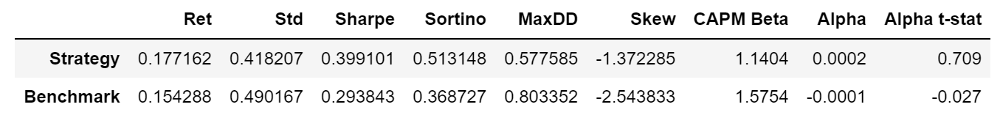 Ret Std Sharpe Sortino MaxDD Skew CAPM Beta Alpha Alpha t-stat
Strategy 0.177162 0.418207 0.399101 0.513148 0.577585 -1.372285 1.1404 0.0002 0.709
Benchmark 0.154288 0.490167 0.293843 0.368727 0.803352 -2.543833 1.5754 -0.0001 -0.027